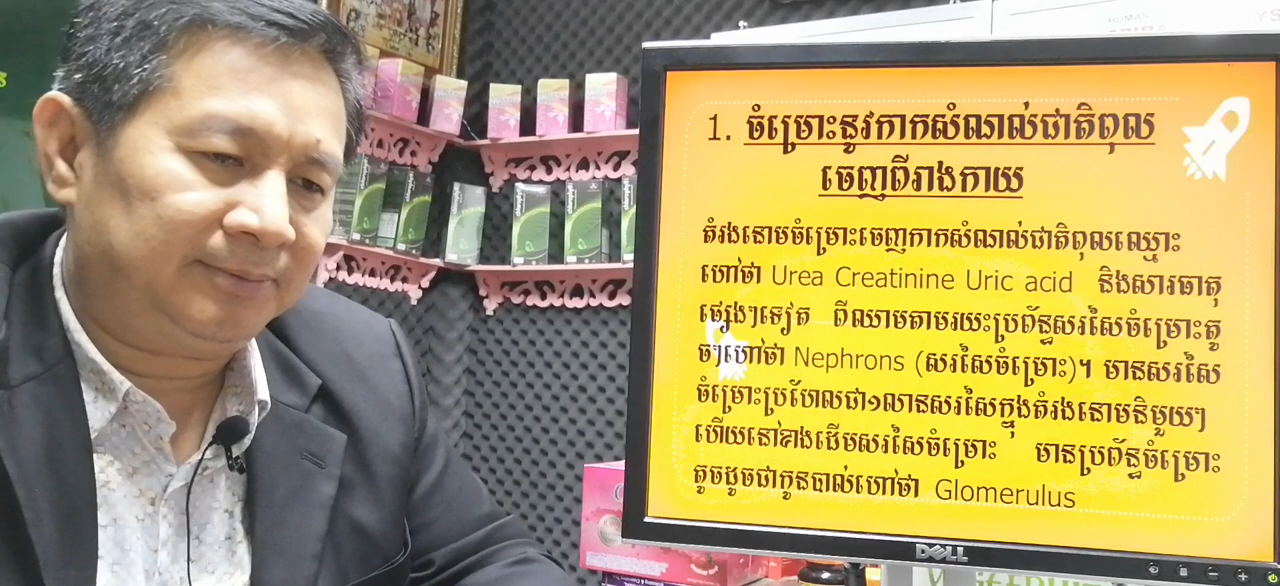 1. ចំម្រោះនូវកាកសំណល់ជាតិពុល
ចេញពីរាងកាយ
តំរងនោមចំម្រោះចេញកាកសំណល់ជាតិពុលឈ្មោះ
ហៅថា Urea Creatinine Uric acid និងសារធាតុ
ផ្សេងៗទៀត ពីឈាមតាមរយះប្រព័ន្ធសរសៃចំម្រោះតូ
ចៗហៅថា Nephrons (សរសៃចំម្រោះ)។ មានសរសៃ
ចំម្រោះប្រហែលជា១លានសរសៃក្នុងតំរងនោមនិមួយៗ
ហើយនៅខាងដើមសរសៃចំម្រោះ មានប្រព័ន្ធចំម្រោះ
តូចដូចជាកូនបាល់ហៅថា Glomerulus
DELL
HUMAN